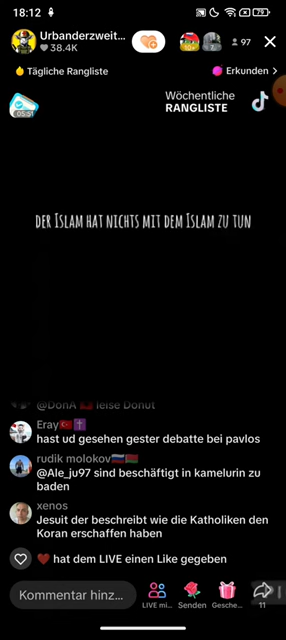 18:12
79
Urbanderzweit...
38.4K
97
Tägliche Rangliste
Erkunden >
Wöchentliche
RANGLISTE
05:51
DER ISLAM HAT NICHTS MIT DEM ISLAM ZU TUN
@DonA leise Donut
Eray
hast ud gesehen gester debatte bei pavlos
rudik molokov
@Ale_ju97 sind beschäftigt in kamelurin zu
baden
xenos
Jesuit der beschreibt wie die Katholiken den
Koran erschaffen haben
hat dem LIVE einen Like gegeben
Kommentar hinz...
LIVE mi...
Senden
Gesche...
11